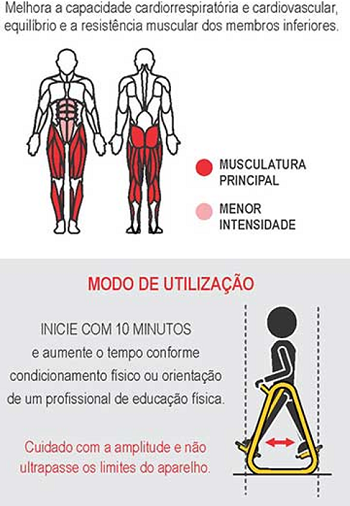 Melhora a capacidade cardiorrespiratória e cardiovascular,
equilíbrio e a resistência muscular dos membros inferiores.
MUSCULATURA
PRINCIPAL
MENOR
INTENSIDADE
MODO DE UTILIZAÇÃO
INICIE COM 10 MINUTOS
e aumente o tempo conforme
condicionamento físico ou orientação
de um profissional de educação física.
Cuidado com a amplitude e não
ultrapasse os limites do aparelho.